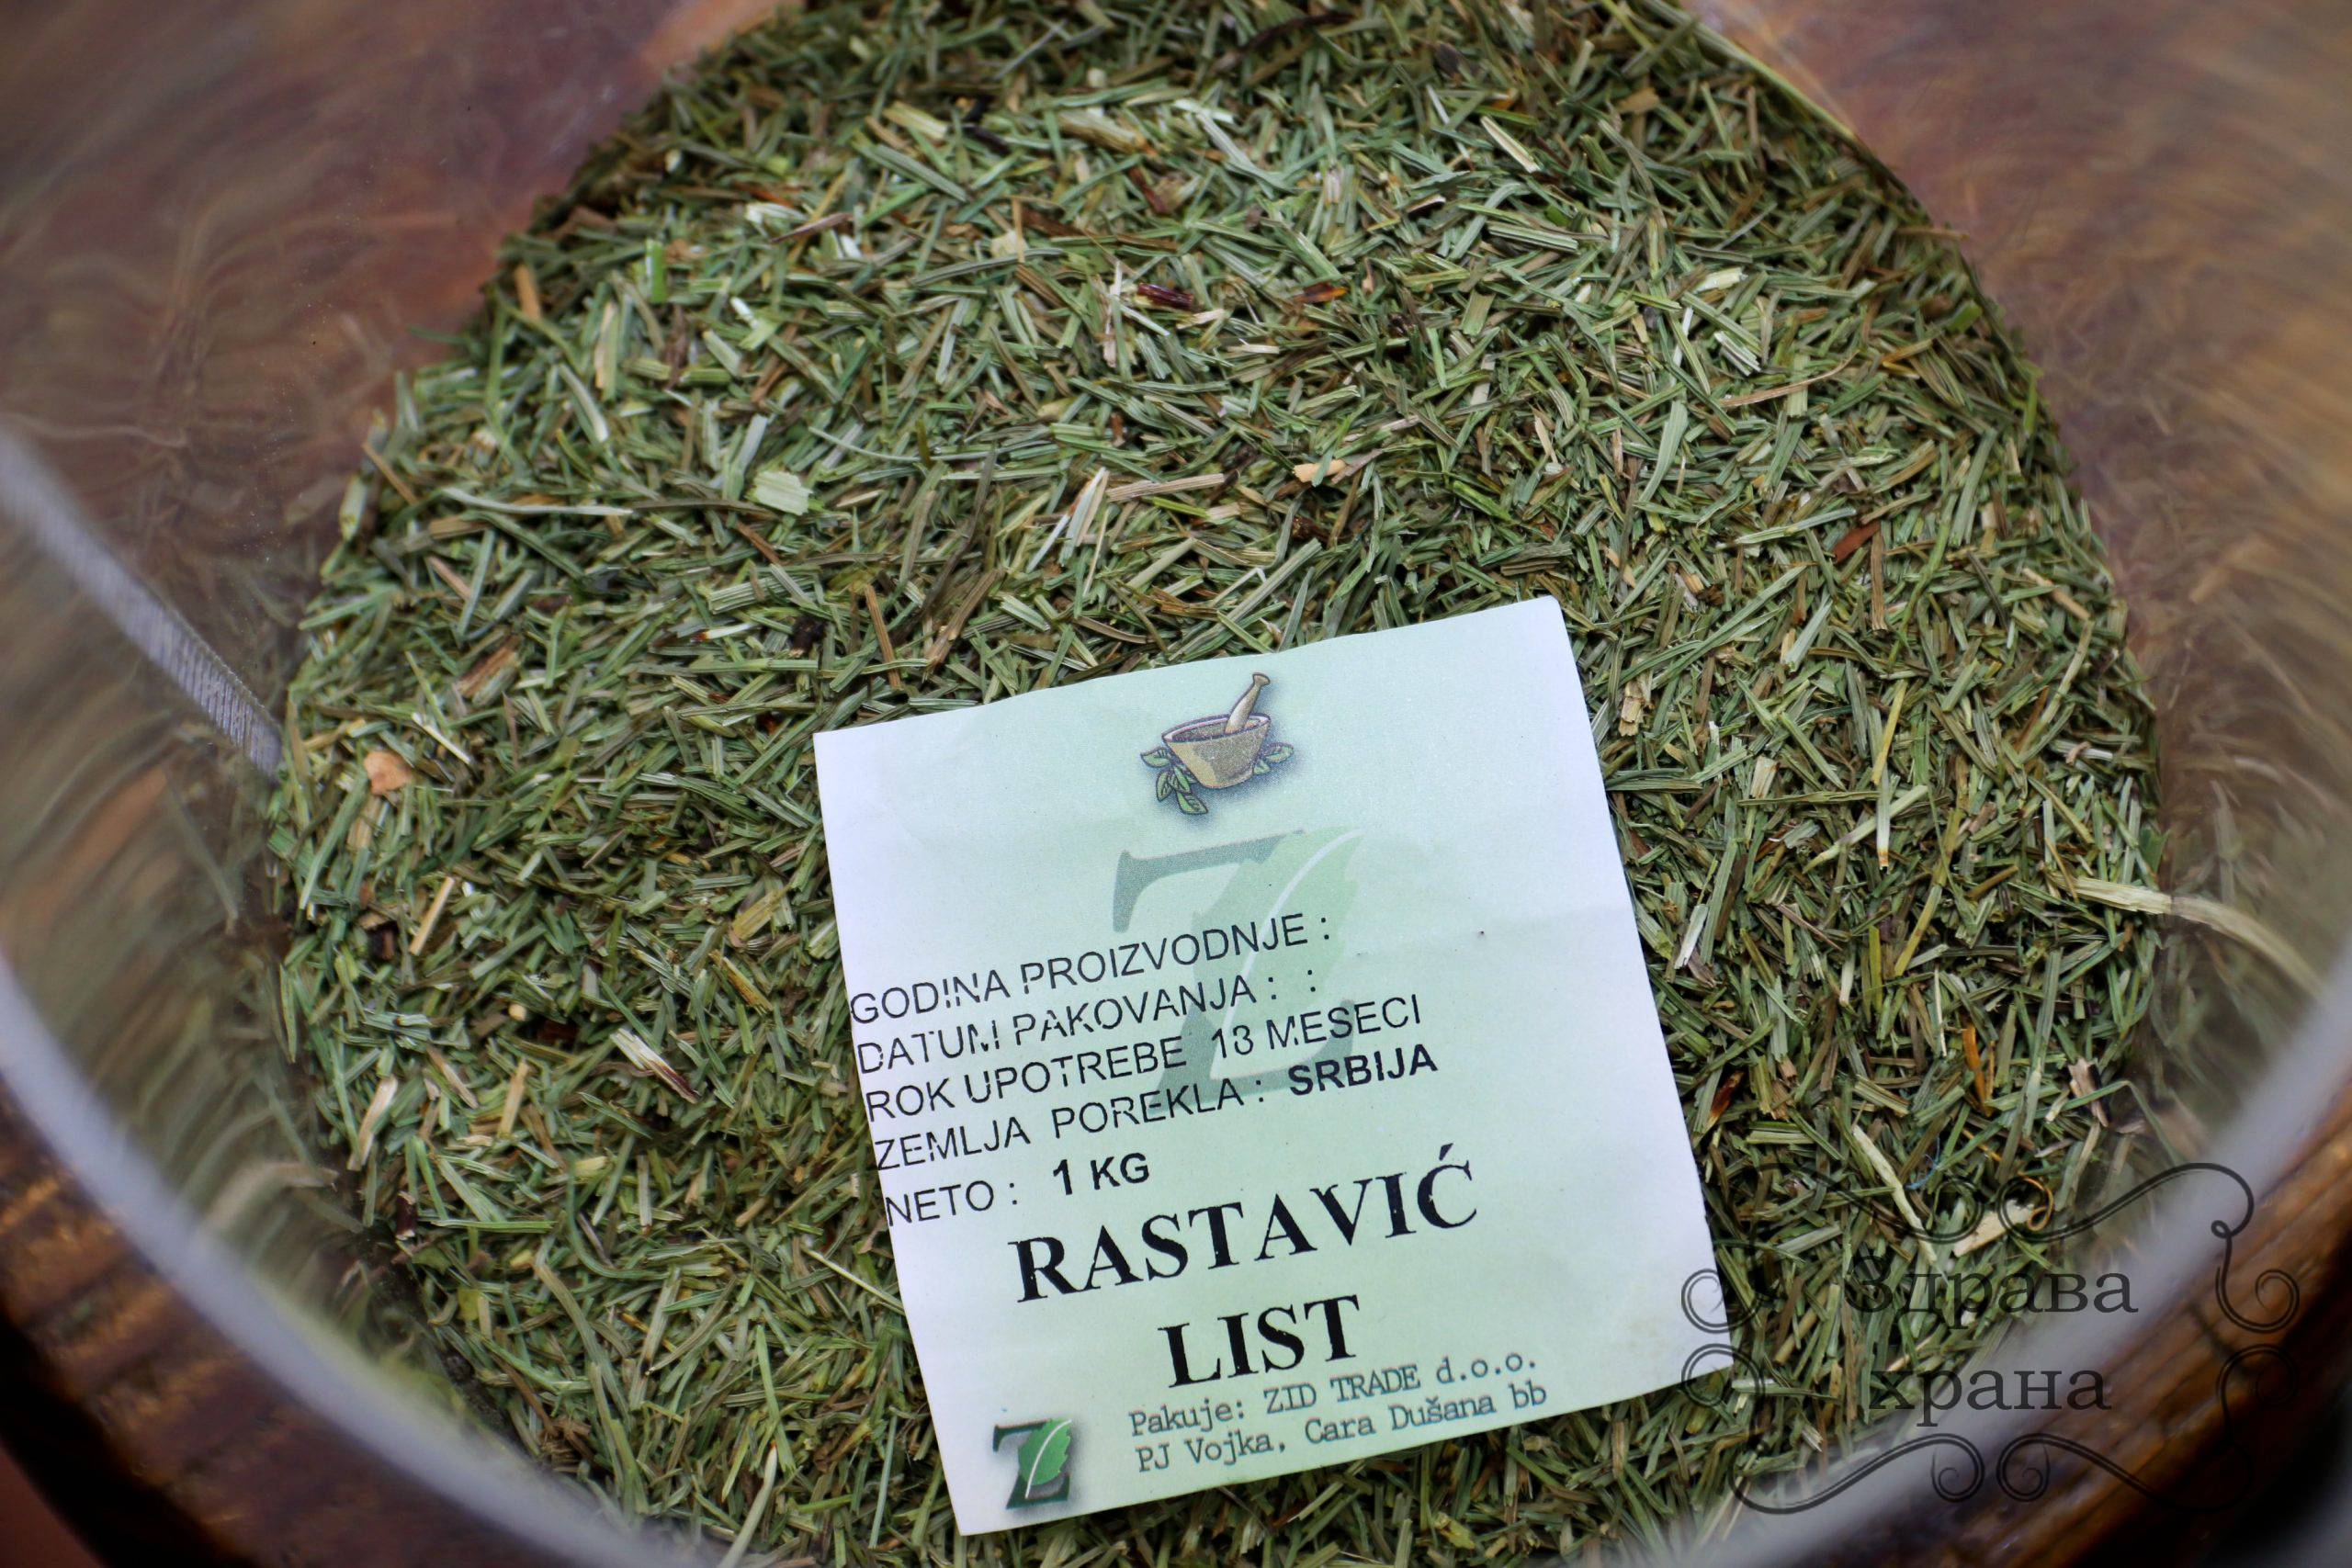 GODINA PROIZVODNJE :
DATUM PAKOVANJA : :
ROK UPOTREBE 18 MESECI
ZEMLJA POREKLA : SRBIJA
NETO : 1 KG
RASTAVIĆ
LIST
Pakuje: ZID TRADE d.o.o.
PJ Vojka, Cara Dušana bb
Здрава
храна